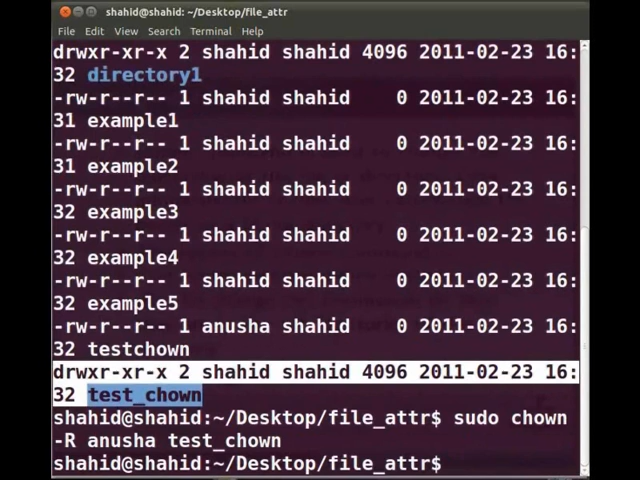 shahid@shahid: ~/Desktop/file_attr
File Edit View Search Terminal Help
drwxr-xr-x 2 shahid shahid 4096 2011-02-23 16:
32 directory1
-rw-r--r-- 1 shahid shahid 0 2011-02-23 16:
31 example1
-rw-r--r-- 1 shahid shahid 0 2011-02-23 16:
31 example2
-rw-r--r-- 1 shahid shahid 0 2011-02-23 16:
32 example3
-rw-r--r-- 1 shahid shahid 0 2011-02-23 16:
32 example4
-rw-r--r-- 1 shahid shahid 0 2011-02-23 16:
32 example5
-rw-r--r-- 1 anusha shahid 0 2011-02-23 16:
32 testchown
drwxr-xr-x 2 shahid shahid 4096 2011-02-23 16:
32 test_chown
shahid@shahid:~/Desktop/file_attr$ sudo chown
-R anusha test_chown
shahid@shahid:~/Desktop/file_attr$